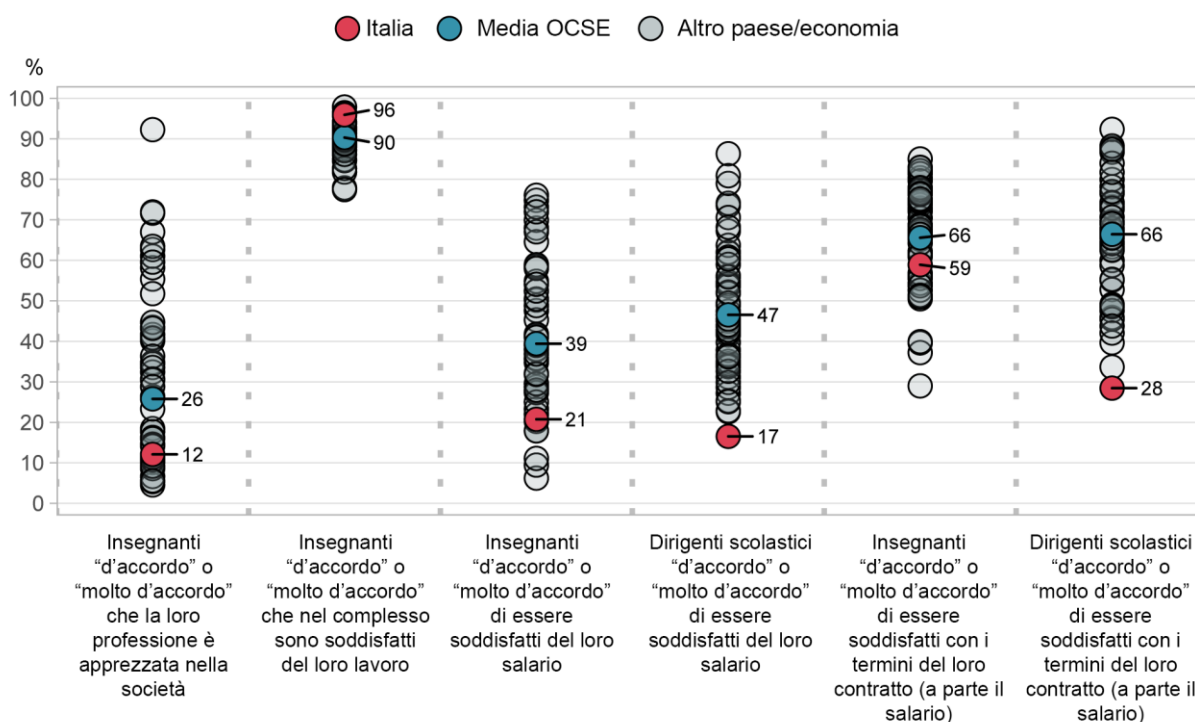 Italia Media OCSE Altro paese/economia
%
100
90
80
70
60
50
40
30
20
10
0
12
26
96
90
39
21
47
17
66
59
66
28
Insegnanti
“d’accordo” o
“molto d’accordo”
che la loro
professione è
apprezzata nella
società
Insegnanti
“d’accordo” o
“molto d’accordo”
che nel complesso
sono soddisfatti
del loro lavoro
Insegnanti
“d’accordo” o
“molto d’accordo”
di essere
soddisfatti del loro
salario
Dirigenti scolastici
“d’accordo” o
“molto d’accordo”
di essere
soddisfatti del loro
salario
Insegnanti
“d’accordo” o
“molto d’accordo”
di essere
soddisfatti con i
termini del loro
contratto (a parte il
salario)
Dirigenti scolastici
“d’accordo” o
“molto d’accordo”
di essere
soddisfatti con i
termini del loro
contratto (a parte il
salario)